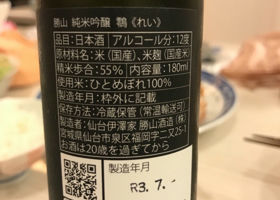 勝山 純米吟醸 鴒《れい》
品目:日本酒 アルコール分:12度
原材料名:米(国産米)、米麹(国産米)
精米歩合:55% 内容量:180ml
使用米:ひとめぼれ100%
製造年月:枠外に記載
保存方法:冷蔵保管(常温輸送可)
製造者:仙台伊澤家 勝山酒造(株)
宮城県仙台市泉区福岡字二又25-1
お酒は20歳を過ぎてから
製造年月
R3. 7. -